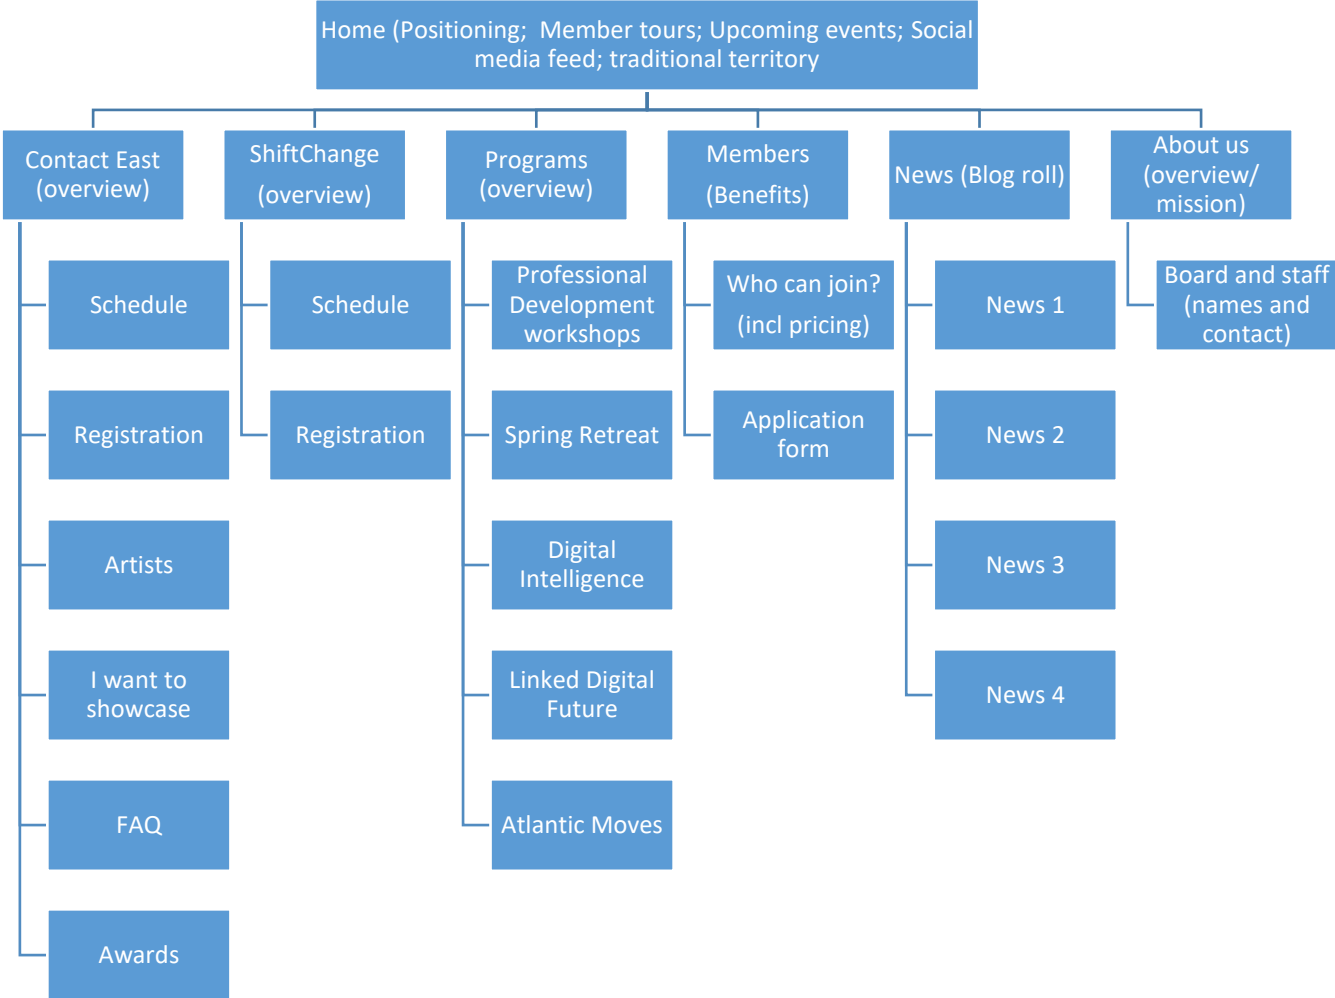 Home (Positioning;  Member tours; Upcoming events; Social
media feed; traditional territory
Contact East
(overview)
Schedule
Registration
Artists
I want to
showcase
FAQ
Awards
ShiftChange
(overview)
Schedule
Registration
Programs
(overview)
Professional
Development
workshops
Spring Retreat
Digital
Intelligence
Linked Digital
Future
Atlantic Moves
Members
(Benefits)
Who can join?
(incl pricing)
Application
form
News (Blog roll)
News 1
News 2
News 3
News 4
About us
(overview/
mission)
Board and staff
(names and
contact)